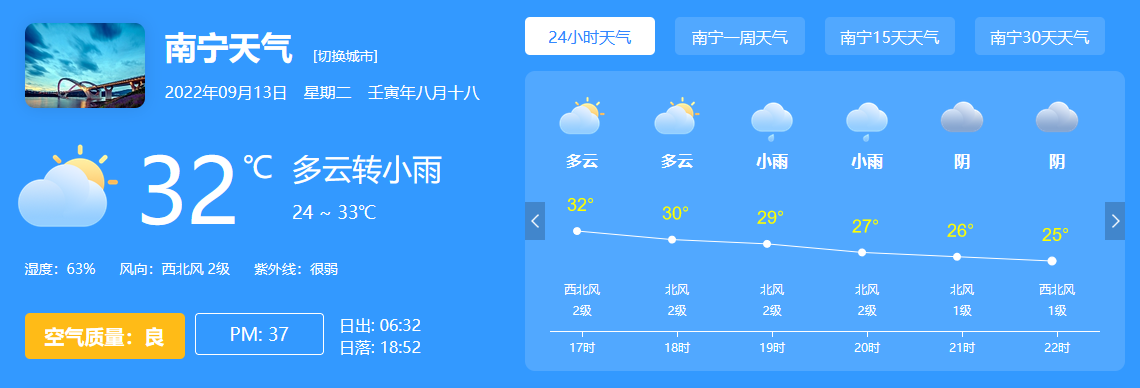 南宁天气 [切换城市]
2022年09月13日 星期二 壬寅年八月十八
32℃ 多云转小雨
24 ~ 33℃
湿度：63% 风向：西北风 2级 紫外线：很弱
空气质量：良 PM: 37
日出: 06:32
日落: 18:52
24小时天气 南宁一周天气 南宁15天天气 南宁30天天气
多云 多云 小雨 小雨 阴 阴
32° 30° 29° 27° 26° 25°
西北风 北风 北风 北风 北风 西北风
2级 2级 2级 2级 1级 1级
17时 18时 19时 20时 21时 22时